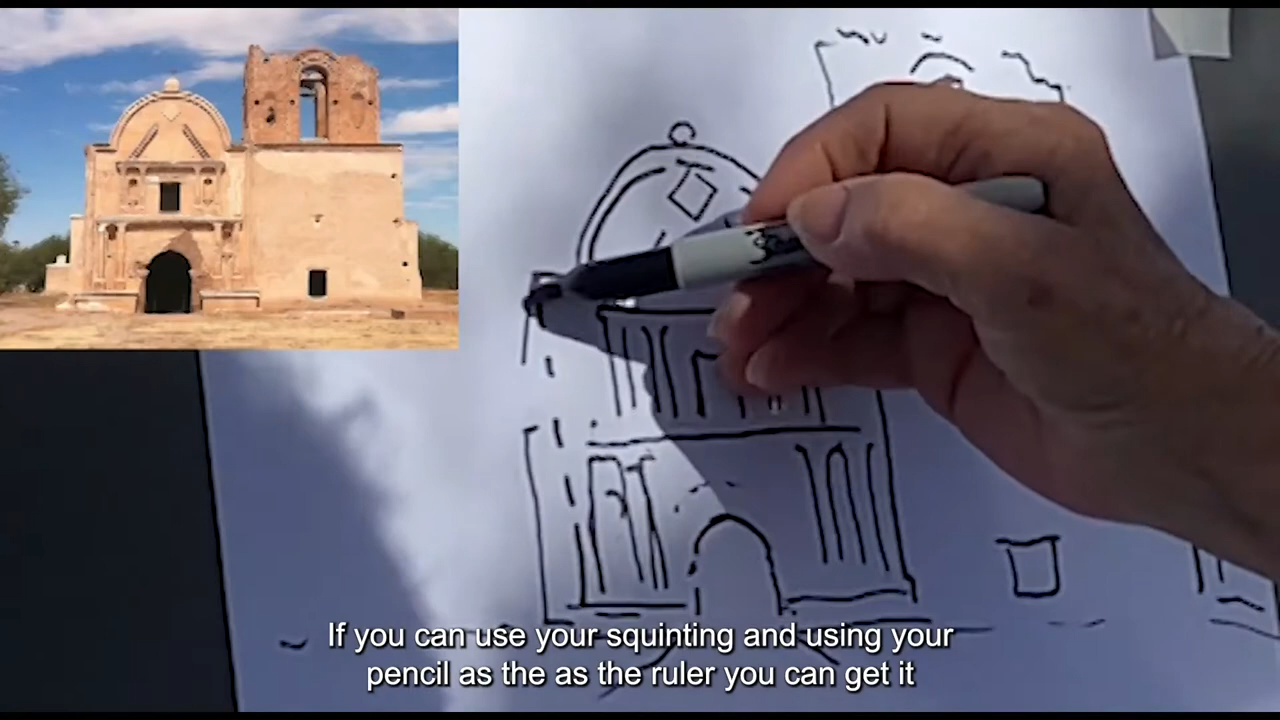 If you can use your squinting and using your
pencil as the as the ruler you can get it